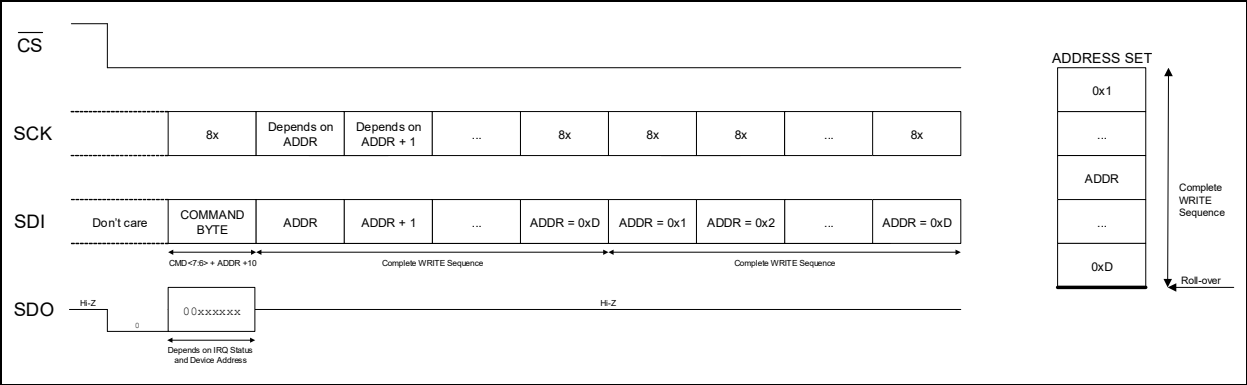 CS
ADDRESS SET
0x1
SCK
8x
Depends on
ADDR
Depends on
ADDR + 1
...
8x
8x
8x
...
8x
...
ADDR
Complete
WRITE
Sequence
SDI
Don't care
COMMAND
BYTE
ADDR
ADDR + 1
...
ADDR = 0xD
ADDR = 0x1
ADDR = 0x2
...
ADDR = 0xD
...
0xD
CMD<7:6> + ADDR +10
Complete WRITE Sequence
Complete WRITE Sequence
Roll-over
SDO
Hi-Z
0
00xxxxxx
Hi-Z
Depends on IRQ Status
and Device Address